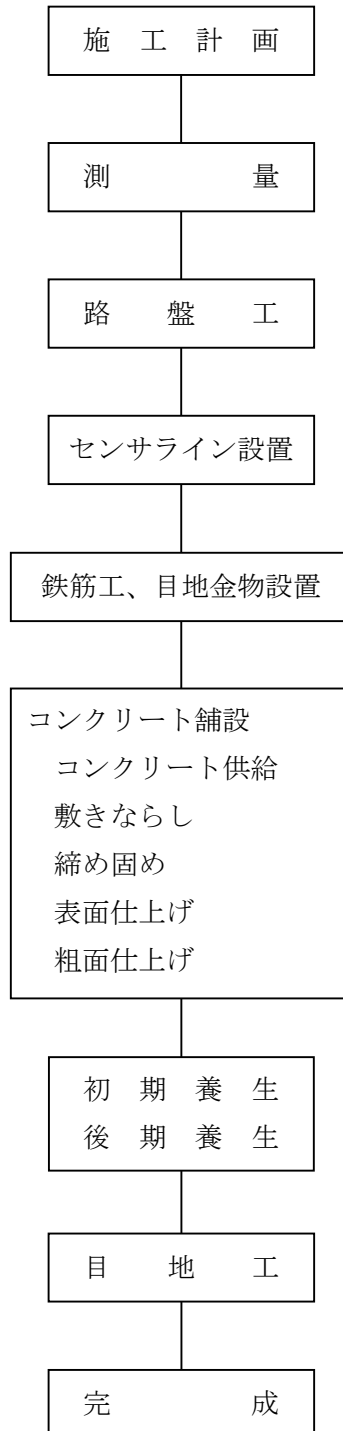 施工計画
測量
路盤工
センサライン設置
鉄筋工、目地金物設置
コンクリート舗設
コンクリート供給
敷きならし
締め固め
表面仕上げ
粗面仕上げ
初期養生
後期養生
目地工
完成